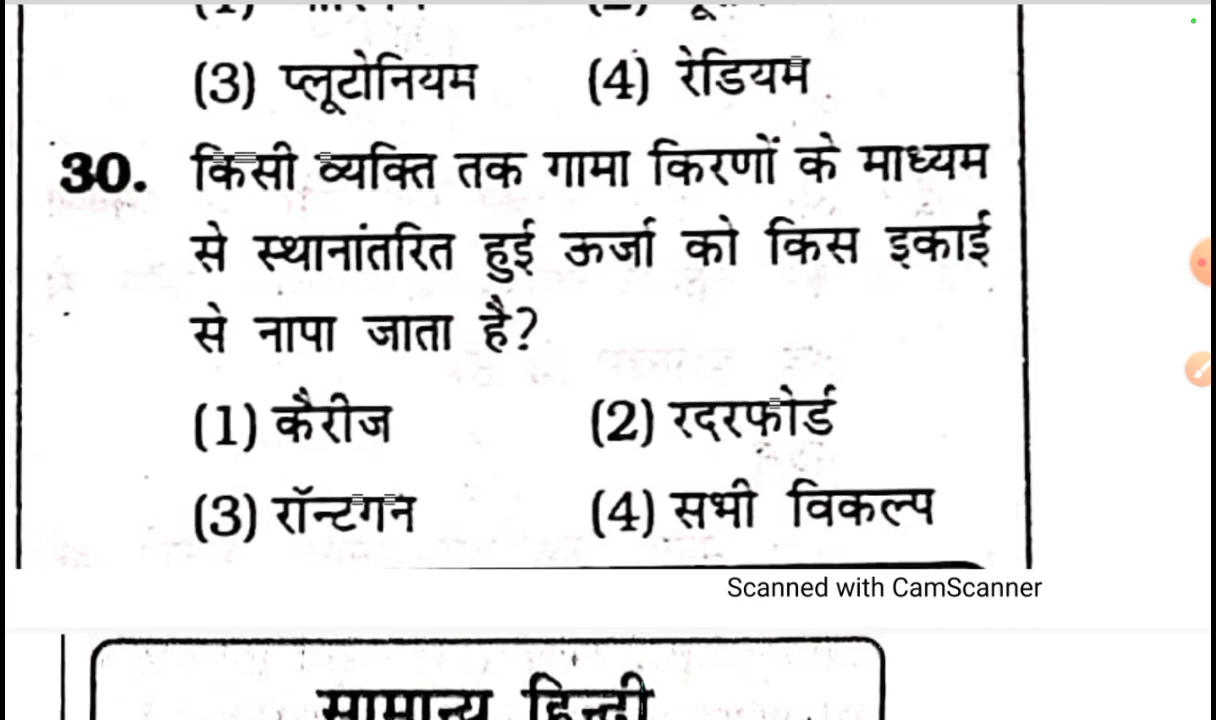 (3) प्लूटोनियम (4) रेडियम
30. किसी व्यक्ति तक गामा किरणों के माध्यम
से स्थानांतरित हुई ऊर्जा को किस इकाई
से नापा जाता है?
(1) कैरीज (2) रदरफोर्ड
(3) रॉन्टगन (4) सभी विकल्प
Scanned with CamScanner
सामान्य हिन्दी